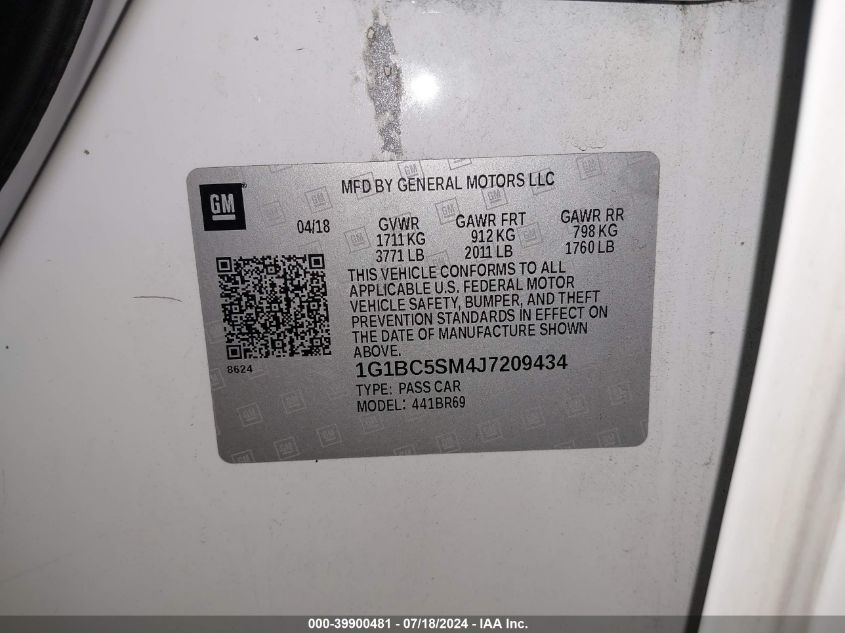 GM
MFD BY GENERAL MOTORS LLC
04/18 GVWR GAWR FRT GAWR RR
1711 KG 912 KG 798 KG
3771 LB 2011 LB 1760 LB
THIS VEHICLE CONFORMS TO ALL
APPLICABLE U.S. FEDERAL MOTOR
VEHICLE SAFETY, BUMPER, AND THEFT
PREVENTION STANDARDS IN EFFECT ON
THE DATE OF MANUFACTURE SHOWN
ABOVE.
8624
1G1BC5SM4J7209434
TYPE: PASS CAR
MODEL: 441BR69
000-39900481 - 07/18/2024 - IAA Inc.